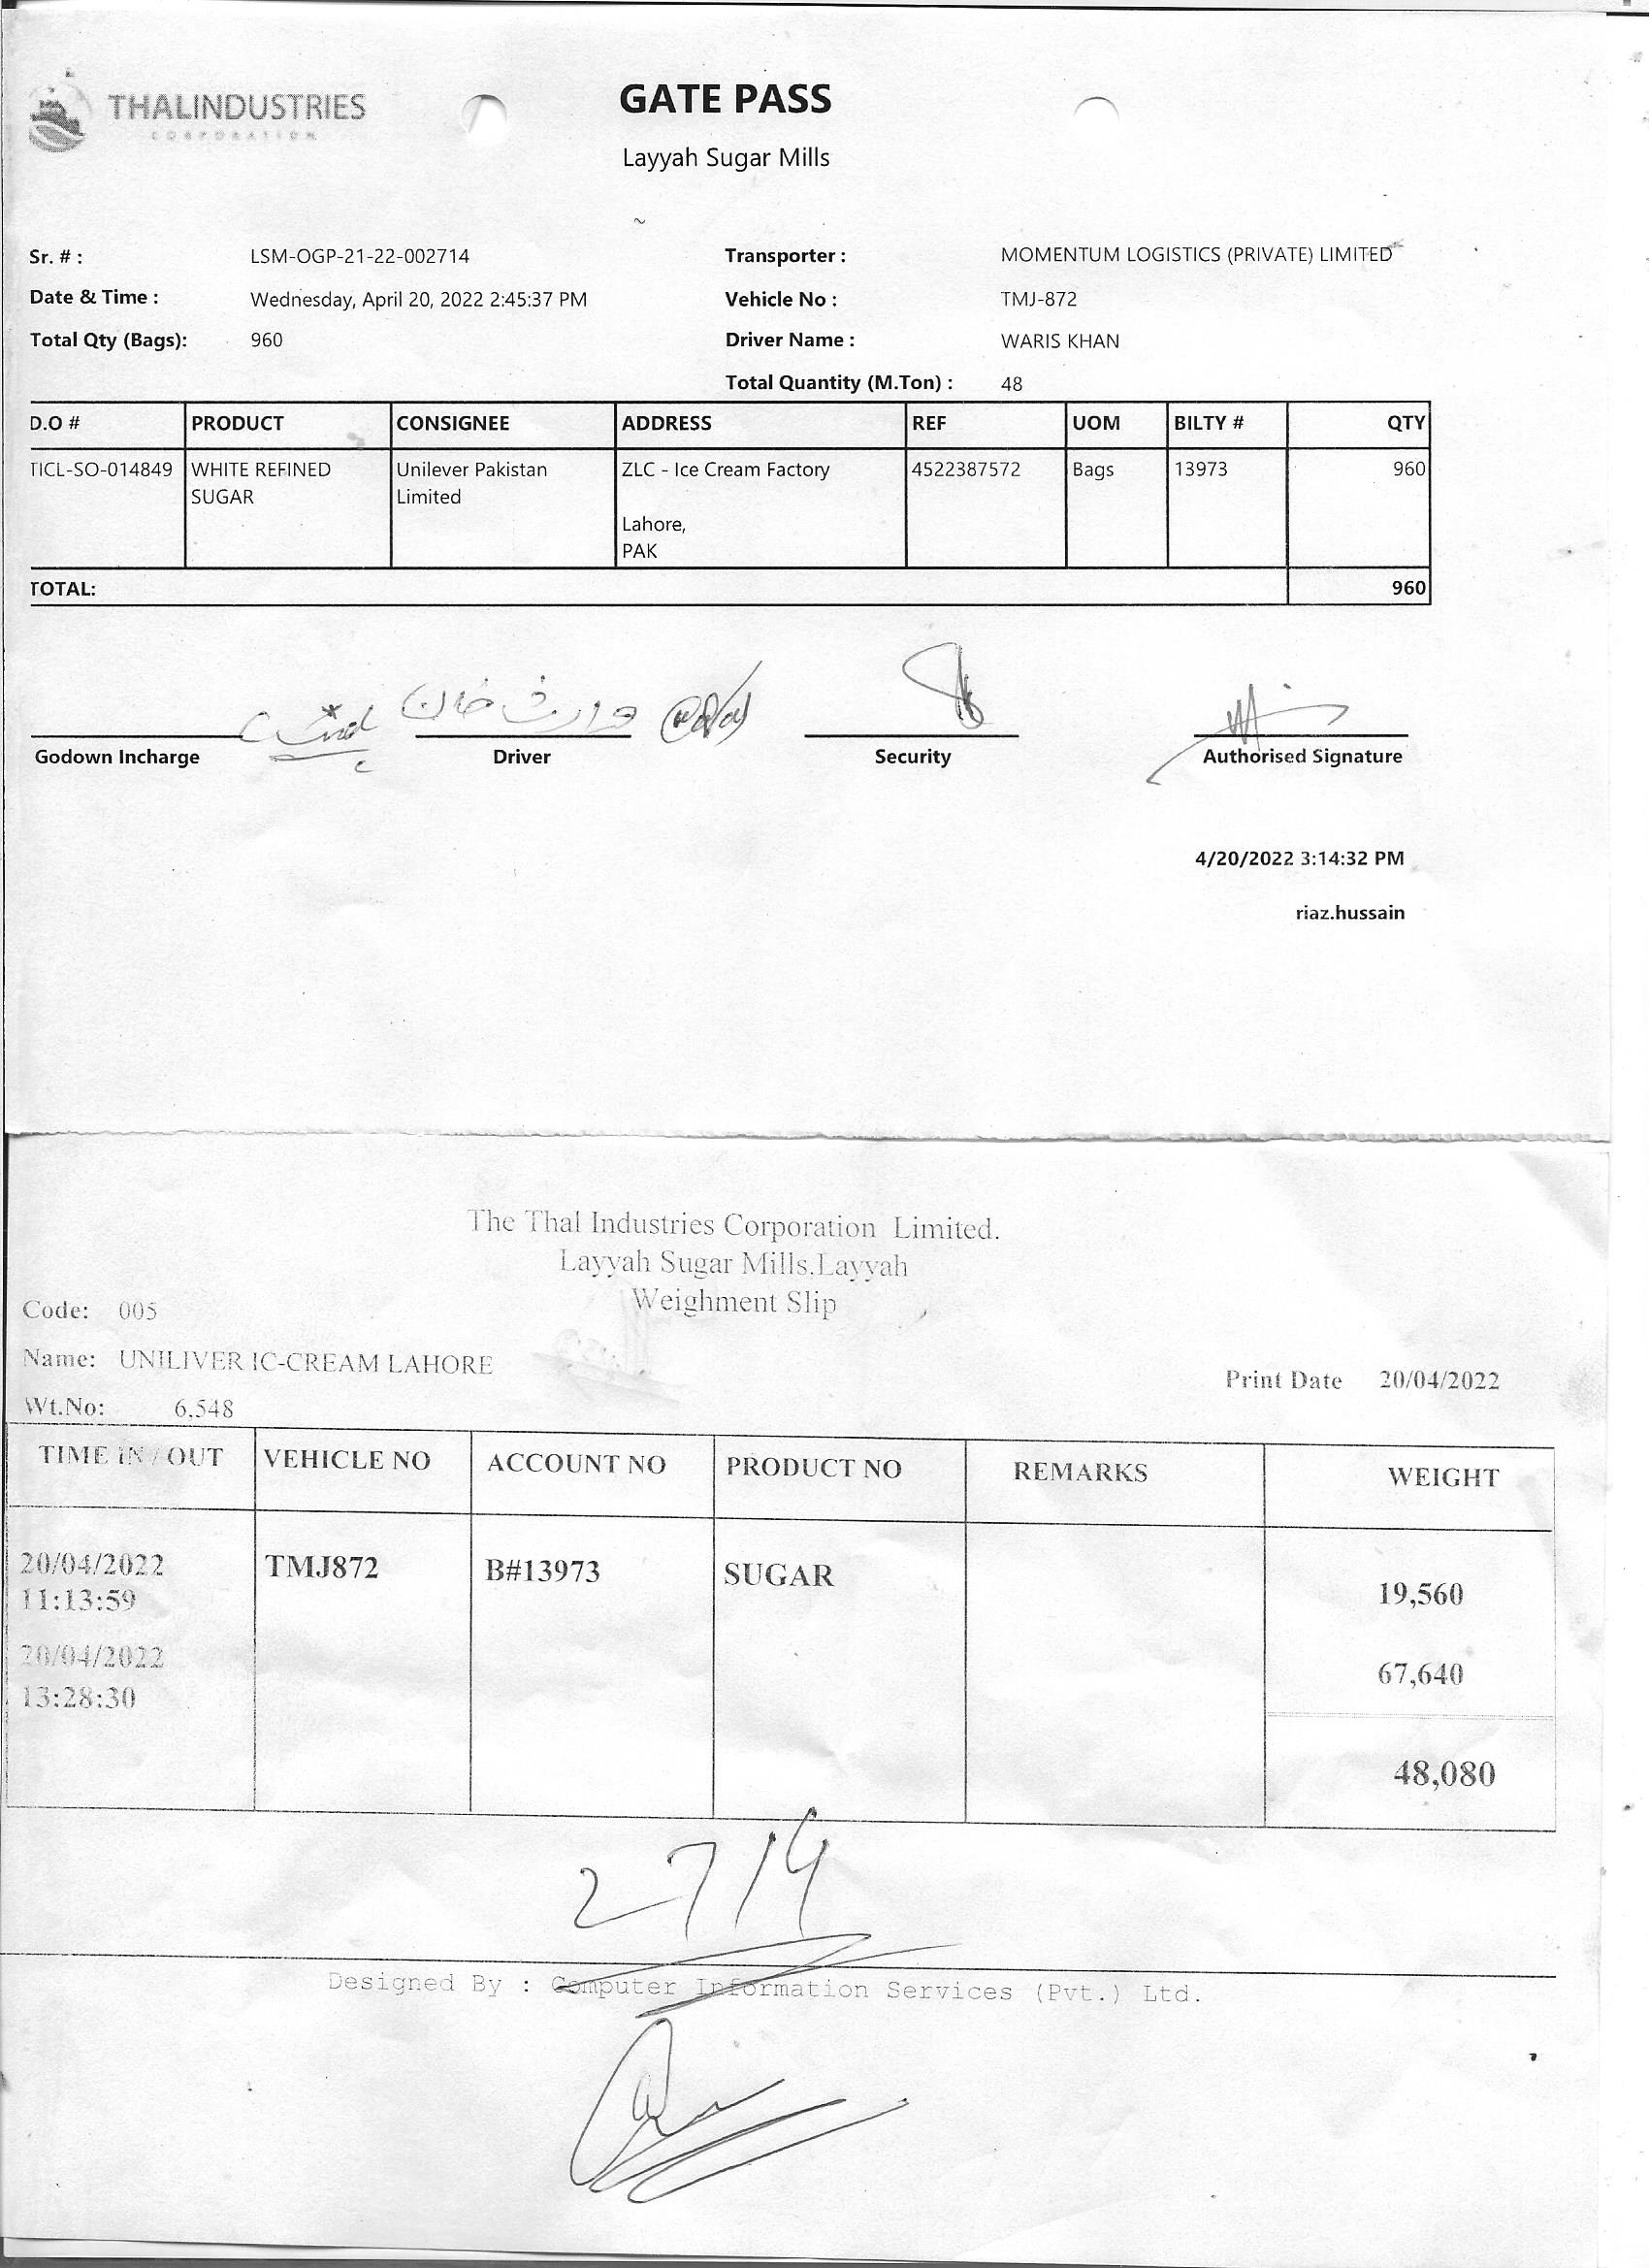 THALINDUSTRIES
CORPORATION
GATE PASS
Layyah Sugar Mills
Sr. # : LSM-OGP-21-22-002714 Transporter : MOMENTUM LOGISTICS (PRIVATE) LIMITED
Date & Time : Wednesday, April 20, 2022 2:45:37 PM Vehicle No : TMJ-872
Total Qty (Bags): 960 Driver Name : WARIS KHAN
Total Quantity (M.Ton) : 48
D.O # PRODUCT CONSIGNEE ADDRESS REF UOM BILTY # QTY
TICL-SO-014849 WHITE REFINED Unilever Pakistan ZLC - Ice Cream Factory 4522387572 Bags 13973 960
SUGAR Limited
Lahore,
PAK
TOTAL: 960
وارث خان
Godown Incharge Driver Security Authorised Signature
4/20/2022 3:14:32 PM
riaz.hussain
The Thal Industries Corporation Limited.
Layyah Sugar Mills.Layyah
Weighment Slip
Code: 005
Name: UNILIVER IC-CREAM LAHORE
Print Date 20/04/2022
Wt.No: 6,548
TIME IN / OUT VEHICLE NO ACCOUNT NO PRODUCT NO REMARKS WEIGHT
20/04/2022 TMJ872 B#13973 SUGAR 19,560
11:13:59
20/04/2022 67,640
13:28:30
48,080
2714
Designed By : Computer Information Services (Pvt.) Ltd.